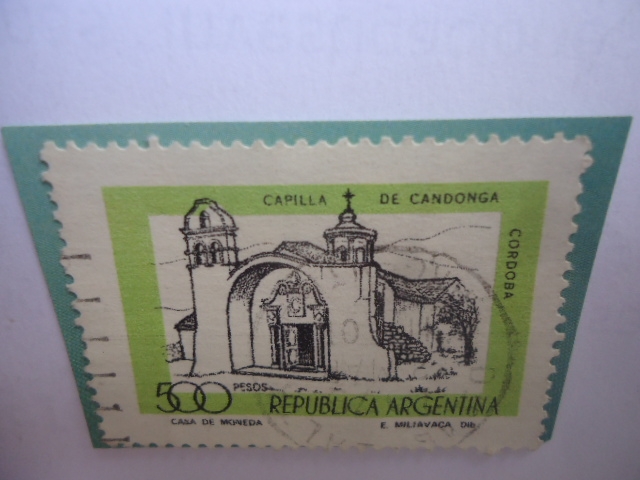 CAPILLA DE CANDONGA
CORDOBA
500 PESOS
REPUBLICA ARGENTINA
CASA DE MONEDA
E. MILIAVACA DIB.